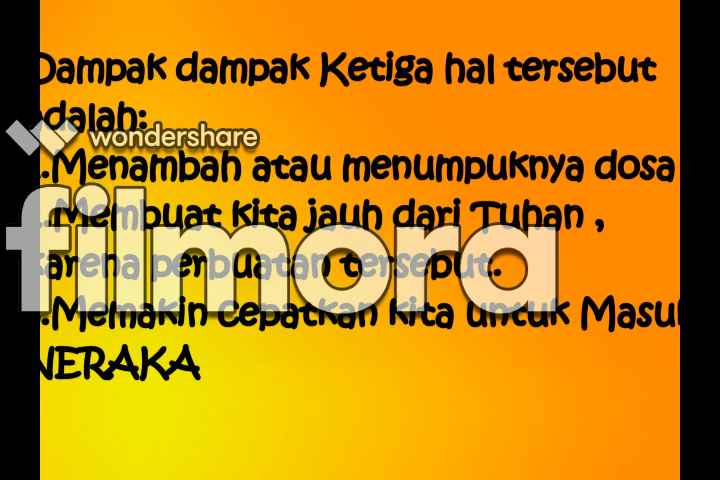 Dampak dampak Ketiga hal tersebut
adalah:
.Menambah atau menumpuknya dosa
.Membuat kita jauh dari Tuhan ,
karena perbuatan tersebut.
.Memakin cepatkan kita untuk Masuk
NERAKA
wondershare
filmora